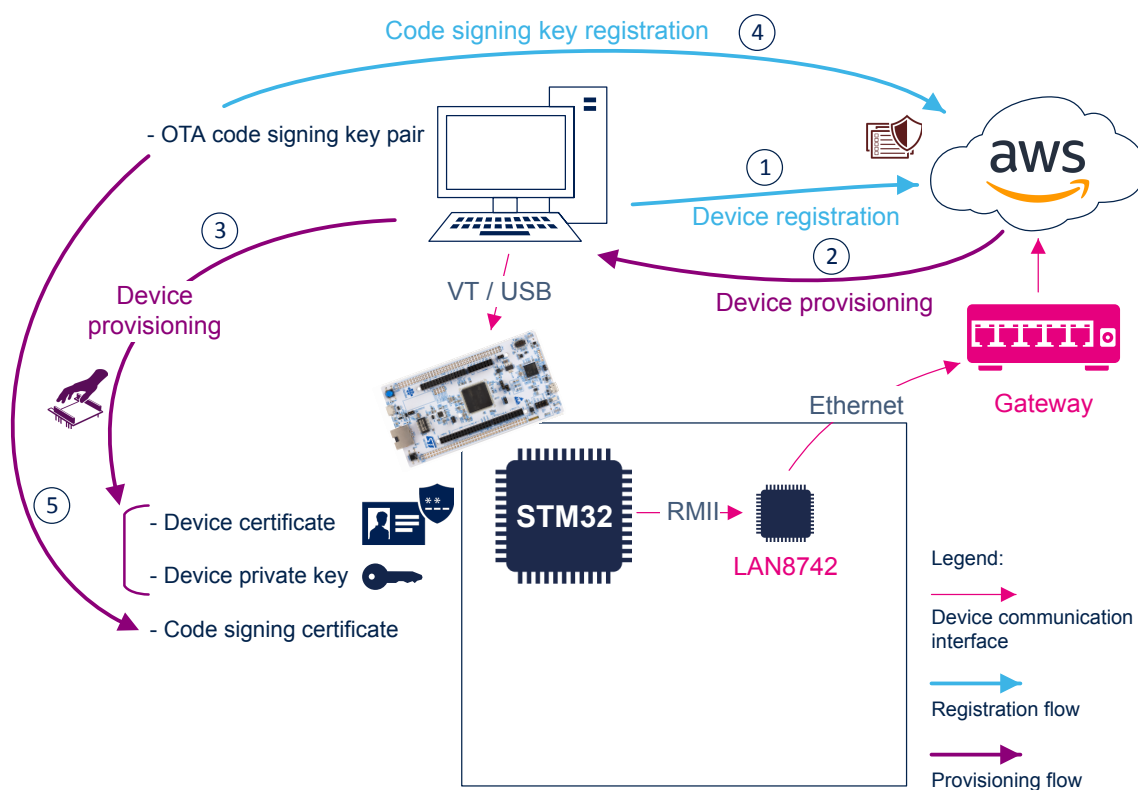 Code signing key registration
4
- OTA code signing key pair
aws
1
Device registration
3
2
VT / USB
Device provisioning
Device
provisioning
Ethernet
Gateway
5
- Device certificate
**
STM32
RMII
LAN8742
- Device private key
- Code signing certificate
Legend:
Device communication
interface
Registration flow
Provisioning flow